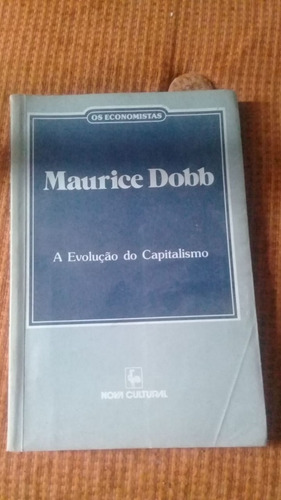 OS ECONOMISTAS
Maurice Dobb
A Evolução do Capitalismo
NOVA CULTURAL